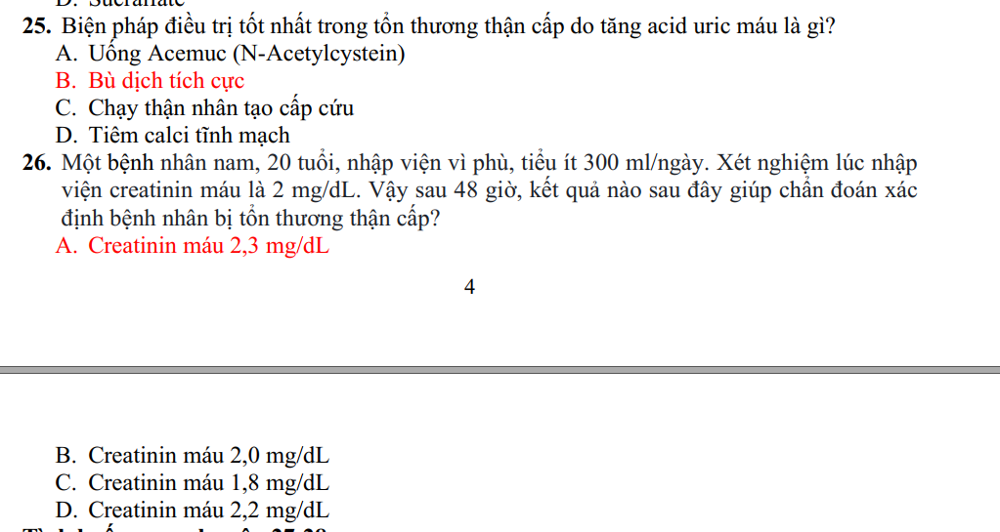 25. Biện pháp điều trị tốt nhất trong tổn thương thận cấp do tăng acid uric máu là gì?
A. Uống Acemuc (N-Acetylcystein)
B. Bù dịch tích cực
C. Chạy thận nhân tạo cấp cứu
D. Tiêm calci tĩnh mạch
26. Một bệnh nhân nam, 20 tuổi, nhập viện vì phù, tiểu ít 300 ml/ngày. Xét nghiệm lúc nhập
viện creatinin máu là 2 mg/dL. Vậy sau 48 giờ, kết quả nào sau đây giúp chẩn đoán xác
định bệnh nhân bị tổn thương thận cấp?
A. Creatinin máu 2,3 mg/dL
4
B. Creatinin máu 2,0 mg/dL
C. Creatinin máu 1,8 mg/dL
D. Creatinin máu 2,2 mg/dL